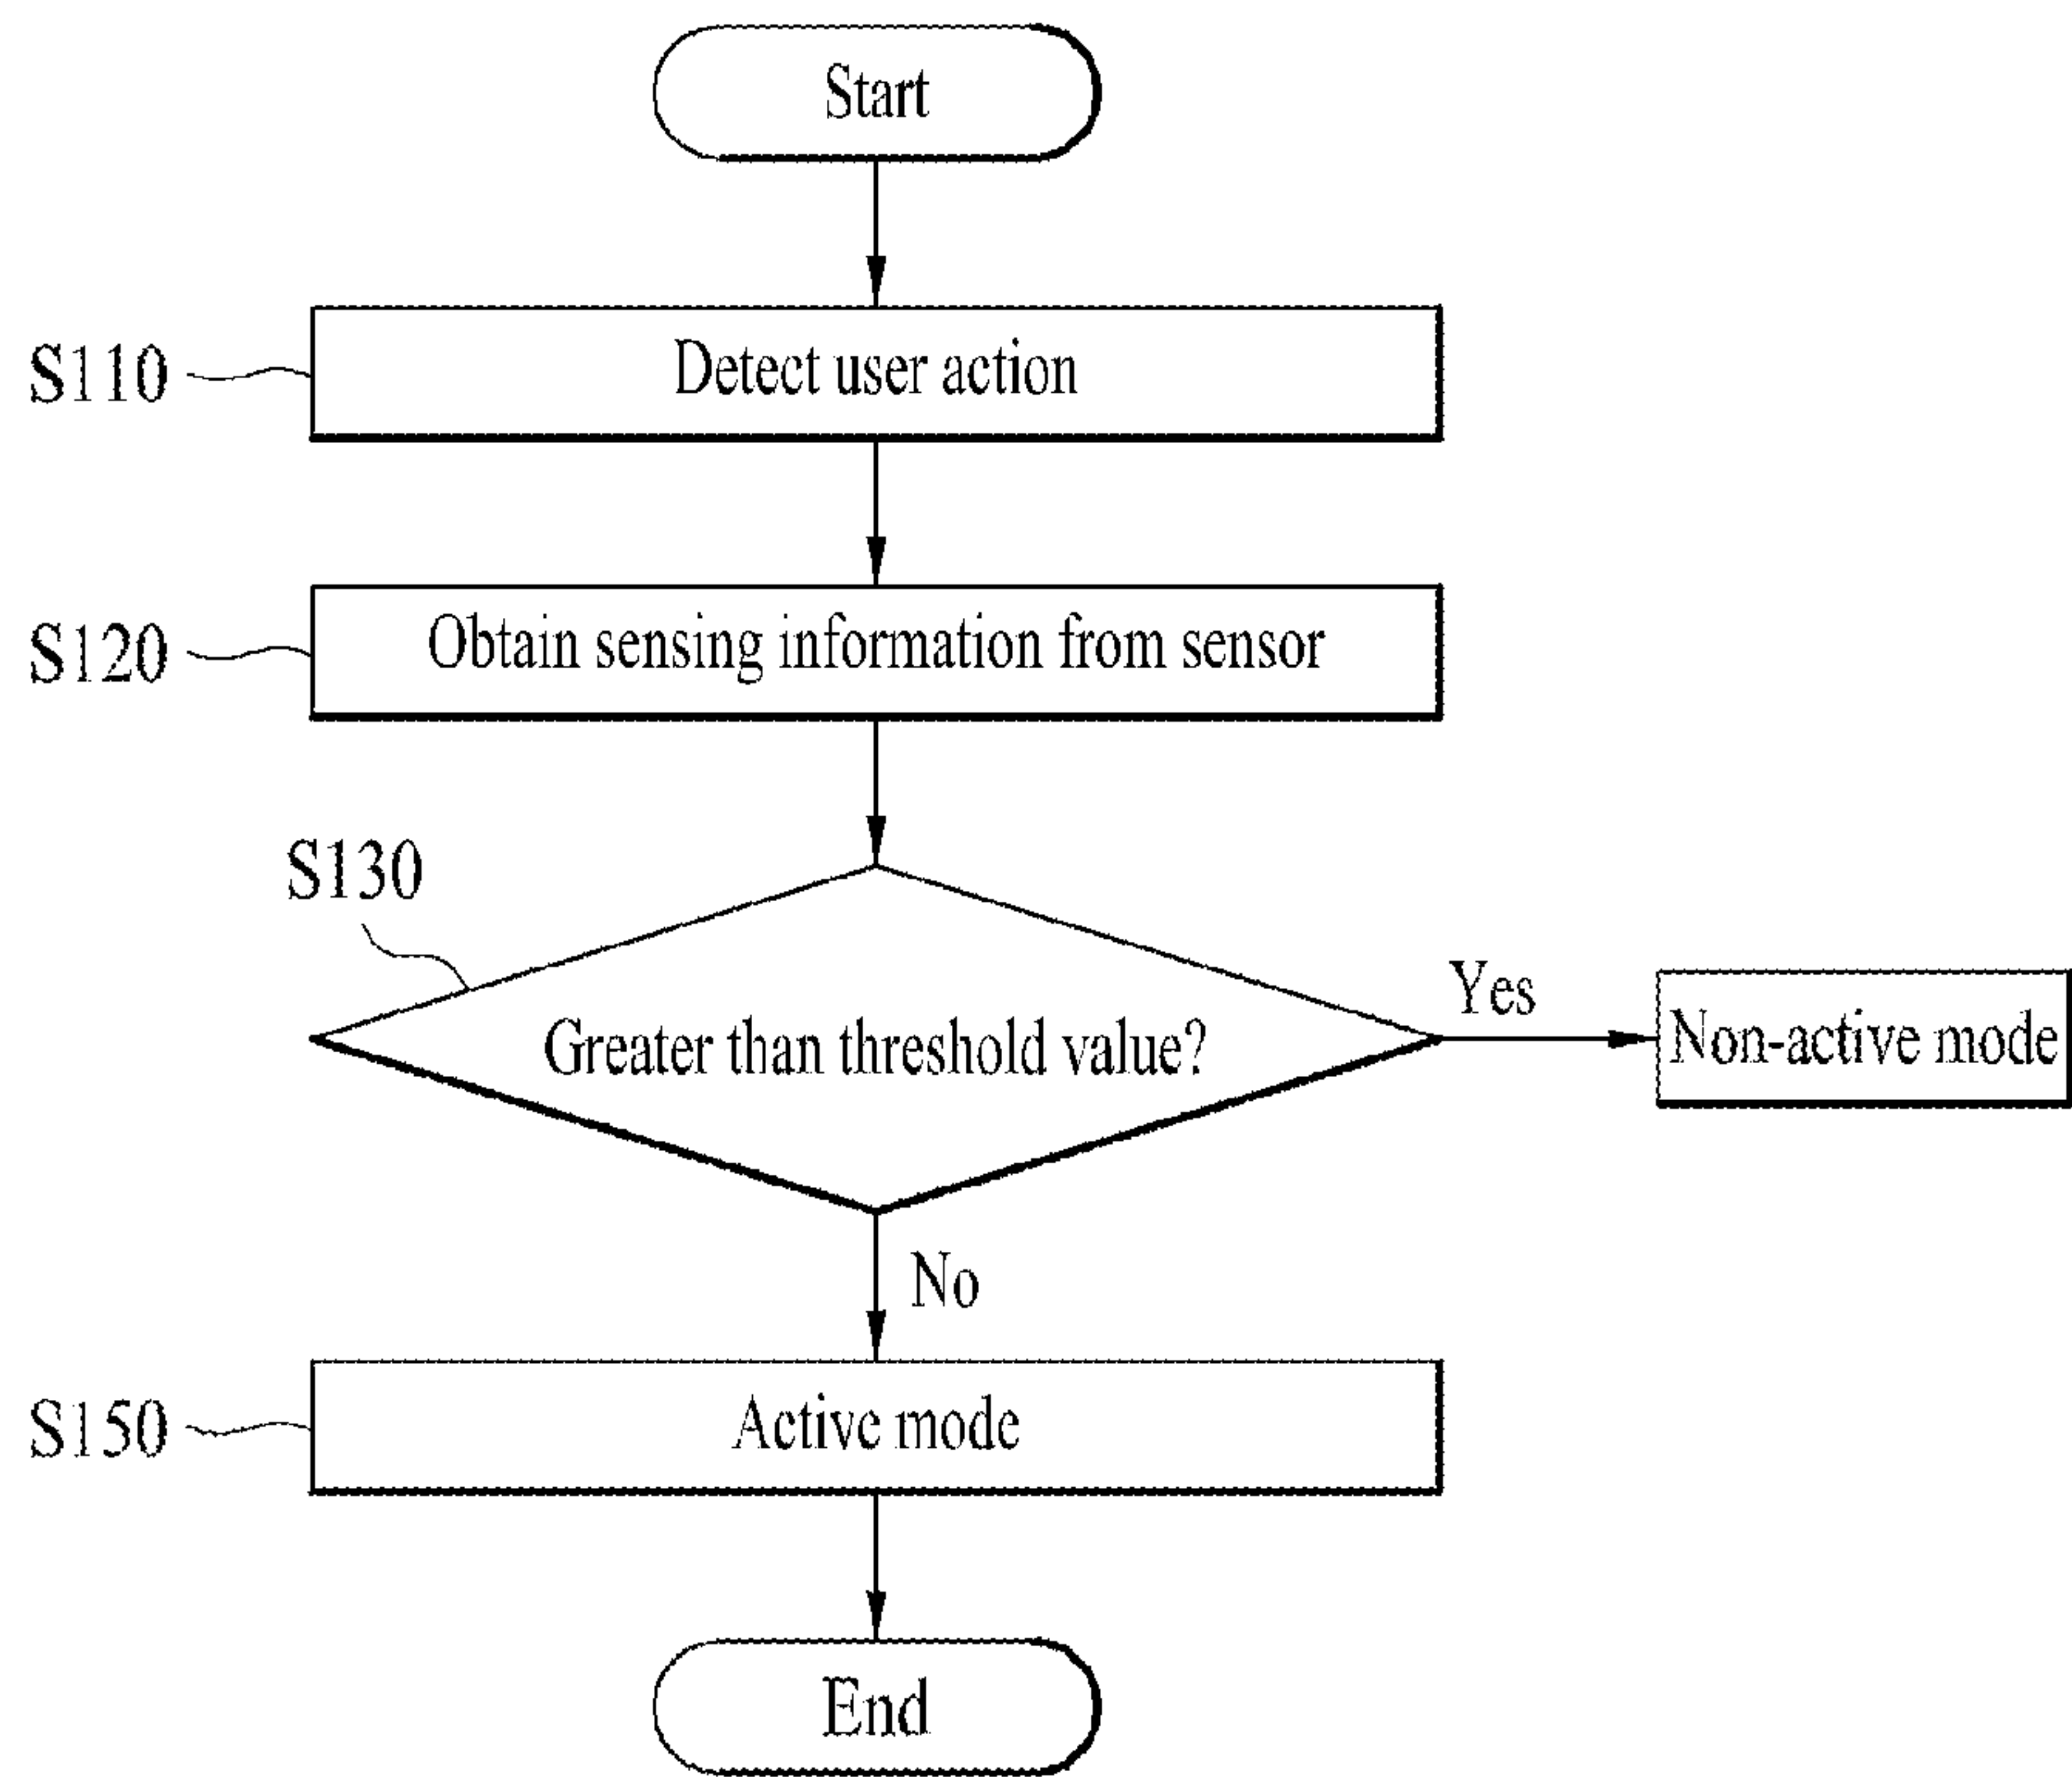 Start
S110
Detect user action
S120
Obtain sensing information from sensor
S130
Greater than threshold value?
Yes
Non-active mode
No
S150
Active mode
End